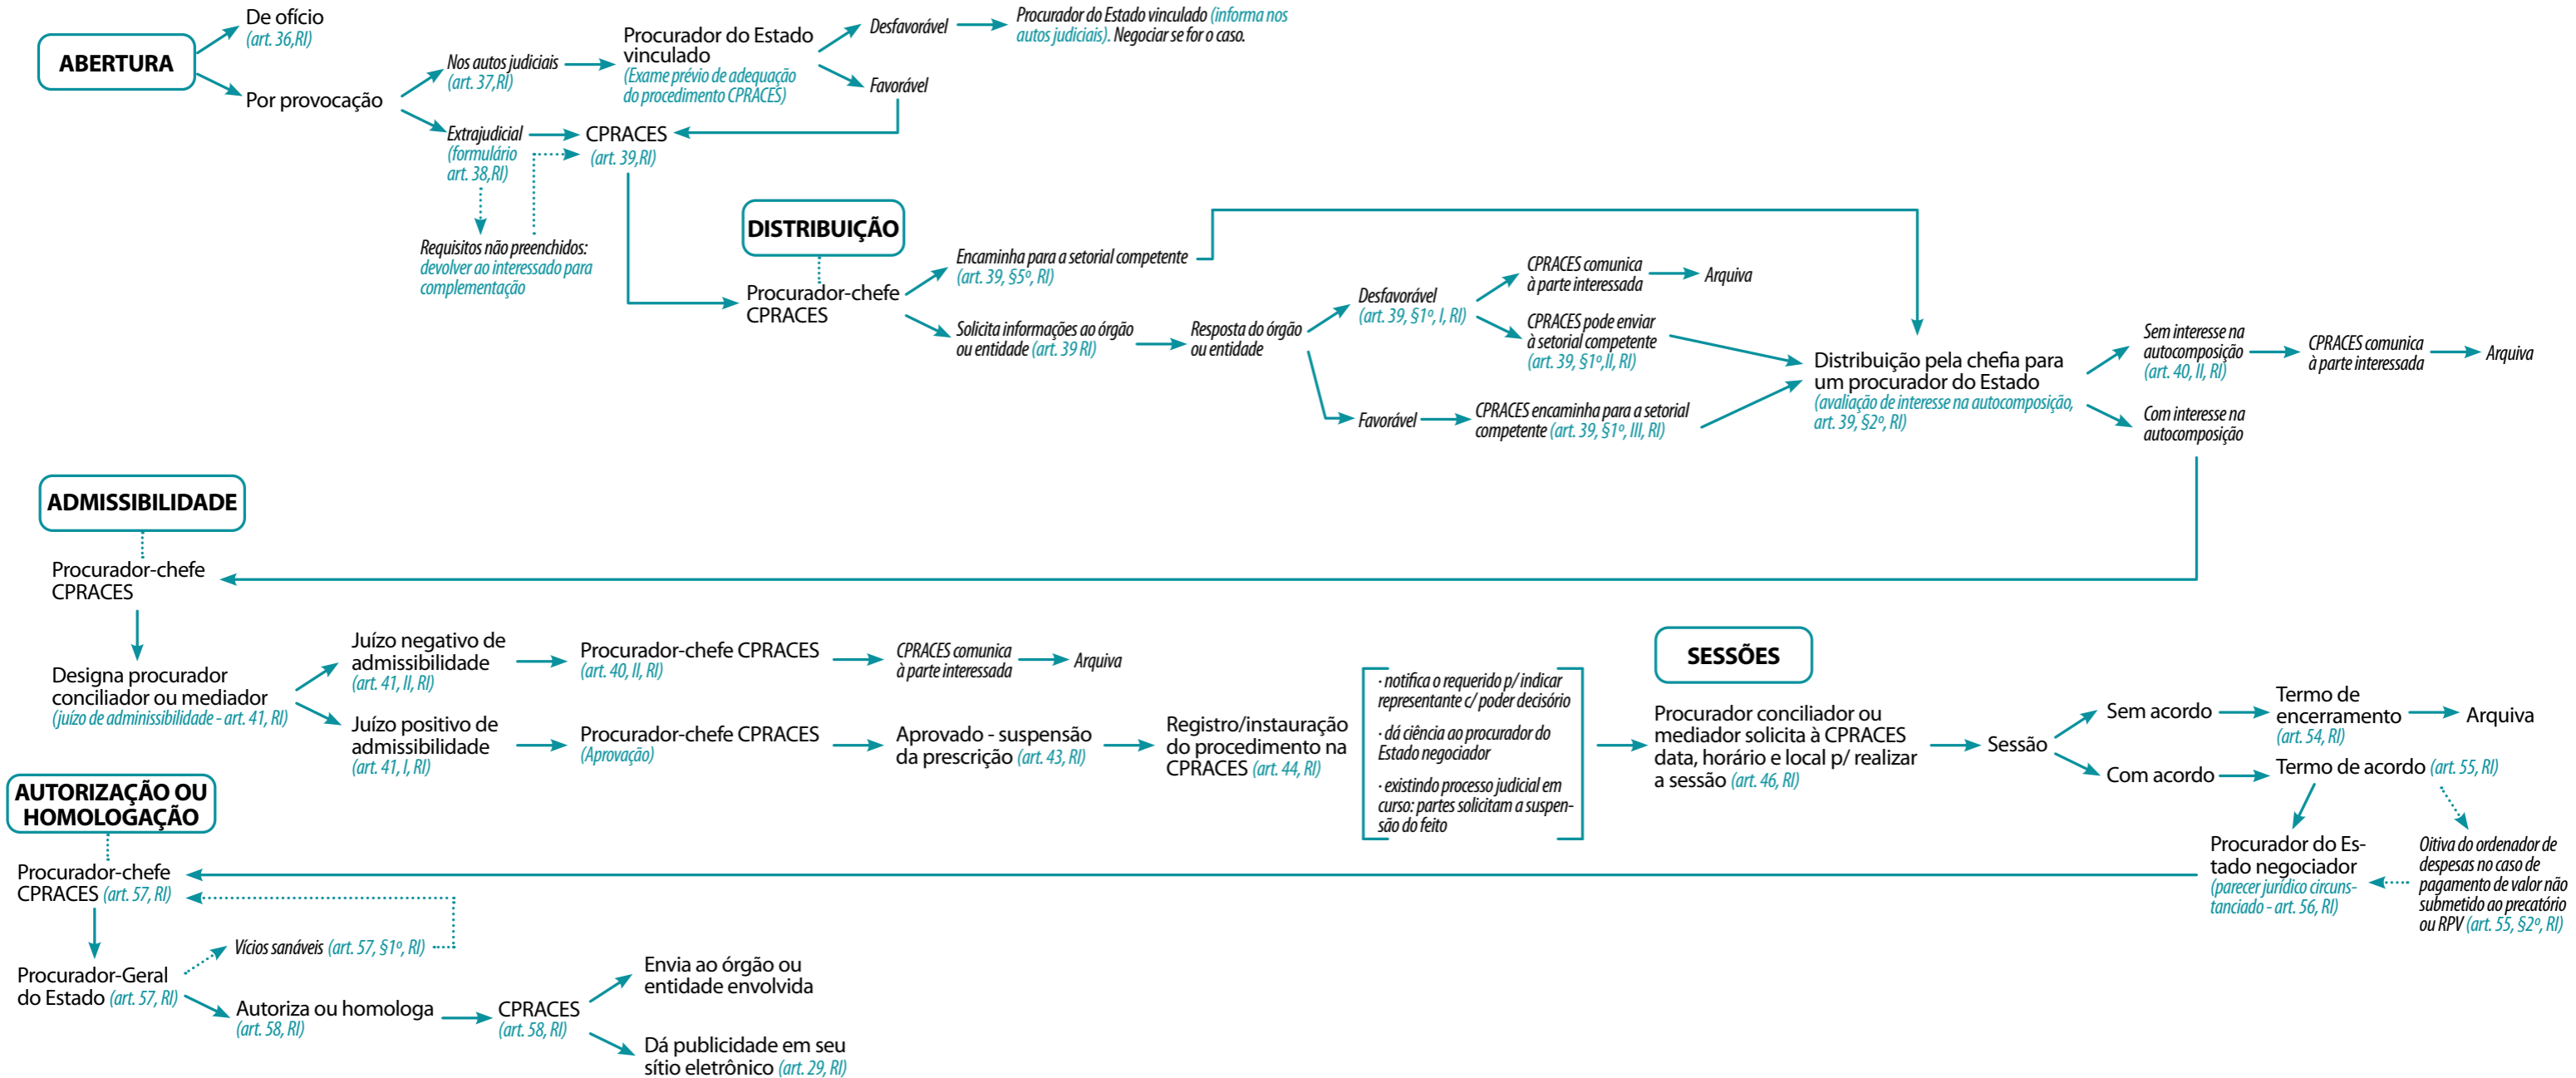 ABERTURA
De ofício
(art. 36,RI)
Por provocação
Nos autos judiciais
(art. 37,RI)
Procurador do Estado
vinculado
(Exame prévio de adequação
do procedimento CPRACES)
Desfavorável
Procurador do Estado vinculado (informa nos
autos judiciais). Negociar se for o caso.
Favorável
Extrajudicial
(formulário
art. 38,RI)
CPRACES
(art. 39,RI)
Requisitos não preenchidos:
devolver ao interessado para
complementação
DISTRIBUIÇÃO
Procurador-chefe
CPRACES
Encaminha para a setorial competente
(art. 39, §5º, RI)
Solicita informações ao órgão
ou entidade (art. 39 RI)
Resposta do órgão
ou entidade
Desfavorável
(art. 39, §1º, I, RI)
CPRACES comunica
à parte interessada
Arquiva
CPRACES pode enviar
à setorial competente
(art. 39, §1º,II, RI)
Favorável
CPRACES encaminha para a setorial
competente (art. 39, §1º, III, RI)
Distribuição pela chefia para
um procurador do Estado
(avaliação de interesse na autocomposição,
art. 39, §2º, RI)
Sem interesse na
autocomposição
(art. 40, II, RI)
CPRACES comunica
à parte interessada
Arquiva
Com interesse na
autocomposição
ADMISSIBILIDADE
Procurador-chefe
CPRACES
Designa procurador
conciliador ou mediador
(juízo de adminissibilidade - art. 41, RI)
Juízo negativo de
admissibilidade
(art. 41, II, RI)
Procurador-chefe CPRACES
(art. 40, II, RI)
CPRACES comunica
à parte interessada
Arquiva
Juízo positivo de
admissibilidade
(art. 41, I, RI)
Procurador-chefe CPRACES
(Aprovação)
Aprovado - suspensão
da prescrição (art. 43, RI)
Registro/instauração
do procedimento na
CPRACES (art. 44, RI)
· notifica o requerido p/ indicar
representante c/ poder decisório
· dá ciência ao procurador do
Estado negociador
· existindo processo judicial em
curso: partes solicitam a suspen-
são do feito
SESSÕES
Procurador conciliador ou
mediador solicita à CPRACES
data, horário e local p/ realizar
a sessão (art. 46, RI)
Sessão
Sem acordo
Termo de
encerramento
(art. 54, RI)
Arquiva
Com acordo
Termo de acordo (art. 55, RI)
Procurador do Es-
tado negociador
(parecer jurídico circuns-
tanciado - art. 56, RI)
Oitiva do ordenador de
despesas no caso de
pagamento de valor não
submetido ao precatório
ou RPV (art. 55, §2º, RI)
AUTORIZAÇÃO OU
HOMOLOGAÇÃO
Procurador-chefe
CPRACES (art. 57, RI)
Procurador-Geral
do Estado (art. 57, RI)
Vícios sanáveis (art. 57, §1º, RI)
Autoriza ou homologa
(art. 58, RI)
CPRACES
(art. 58, RI)
Envia ao órgão ou
entidade envolvida
Dá publicidade em seu
sítio eletrônico (art. 29, RI)